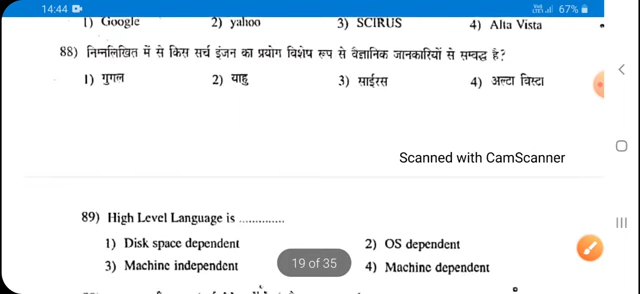 14:44 67%
1) Google 2) yahoo 3) SCIRUS 4) Alta Vista
88) निम्नलिखित में से किस सर्च इंजन का प्रयोग विशेष रूप से वैज्ञानिक जानकारियों से सम्वद्ध है?
1) गुगल 2) याहु 3) साईरस 4) अल्टा विस्टा
Scanned with CamScanner
89) High Level Language is .............
1) Disk space dependent 2) OS dependent
19 of 35
3) Machine independent 4) Machine dependent